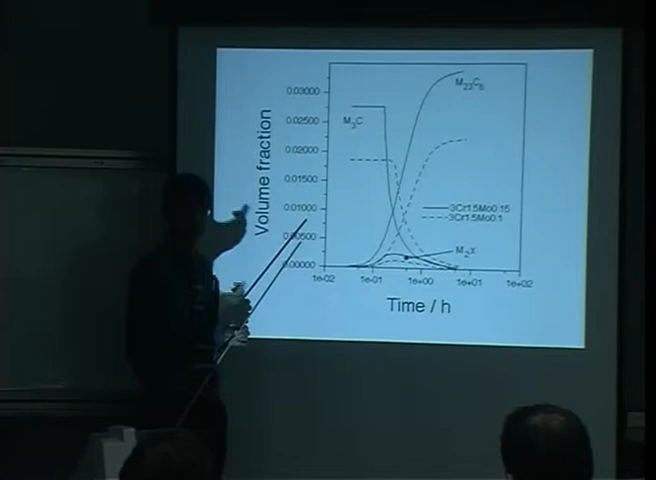 Volume fraction
0.03000
0.02500
0.02000
0.01500
0.01000
0.00500
0.00000
M₂₃C₆
M₃C
3Cr1.5Mo0.15
3Cr1.5Mo0.1
M₂X
1e-02 1e-01 1e+00 1e+01 1e+02
Time / h